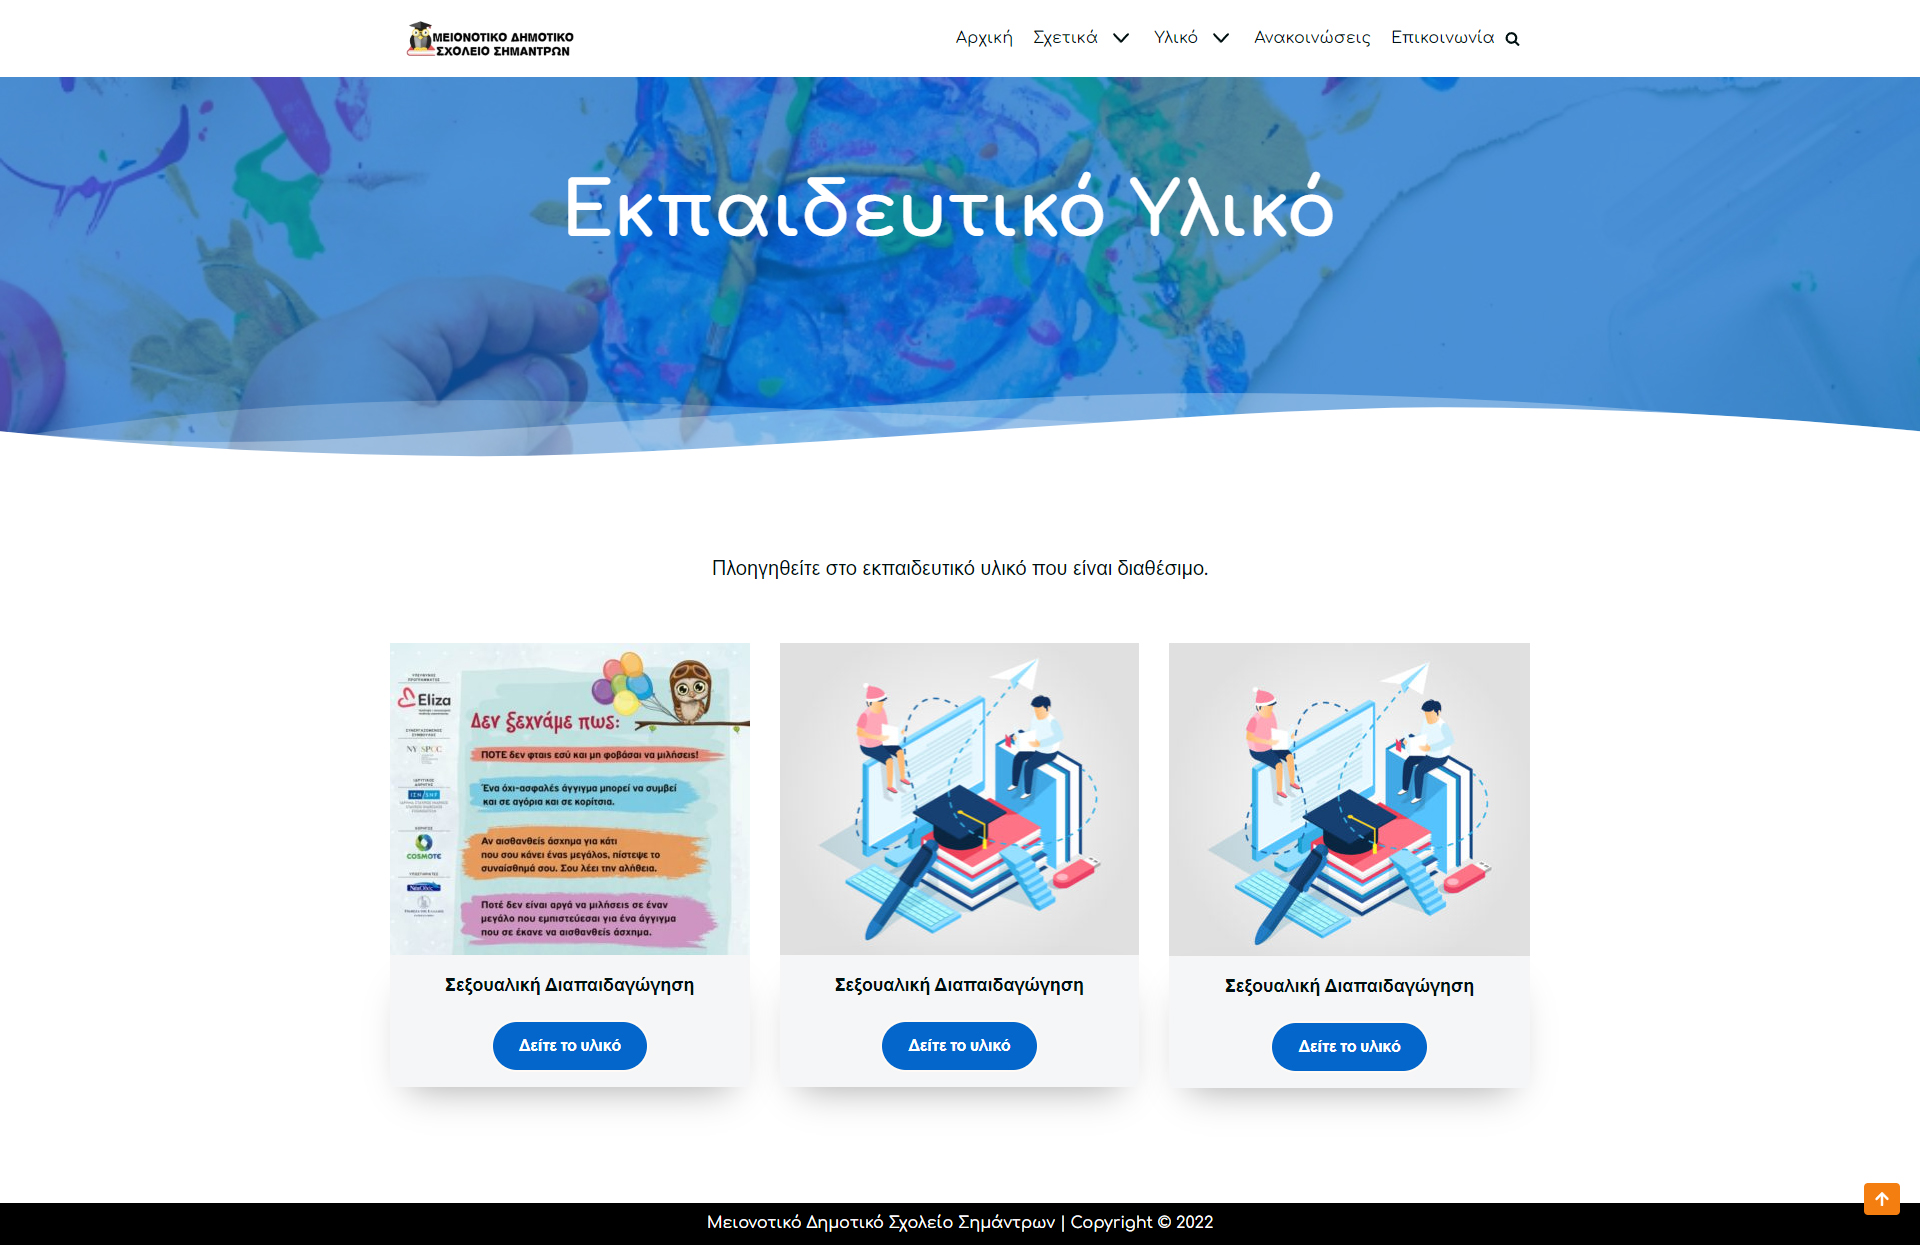 ΜΕΙΟΝΟΤΙΚΟ ΔΗΜΟΤΙΚΟ
ΣΧΟΛΕΙΟ ΣΗΜΑΝΤΡΩΝ
Αρχική Σχετικά Υλικό Ανακοινώσεις Επικοινωνία
Εκπαιδευτικό Υλικό
Πλοηγηθείτε στο εκπαιδευτικό υλικό που είναι διαθέσιμο.
Eliza
COSMOTE
Δεν ξεχνάμε πως:
ΠΟΤΕ δεν φταις εσύ και μη φοβάσαι να μιλήσεις!
Ένα όχι-ασφαλές άγγιγμα μπορεί να συμβεί
και σε αγόρια και σε κορίτσια.
Αν αισθανθείς άσχημα για κάτι
που σου κάνει ένας μεγάλος, πίστεψε το
συναίσθημά σου. Σου λέει την αλήθεια.
Ποτέ δεν είναι αργά να μιλήσεις σε έναν
μεγάλο που εμπιστεύεσαι για ένα άγγιγμα
που σε έκανε να αισθανθείς άσχημα.
Σεξουαλική Διαπαιδαγώγηση
Δείτε το υλικό
Σεξουαλική Διαπαιδαγώγηση
Δείτε το υλικό
Σεξουαλική Διαπαιδαγώγηση
Δείτε το υλικό
Μειονοτικό Δημοτικό Σχολείο Σημάντρων | Copyright © 2022